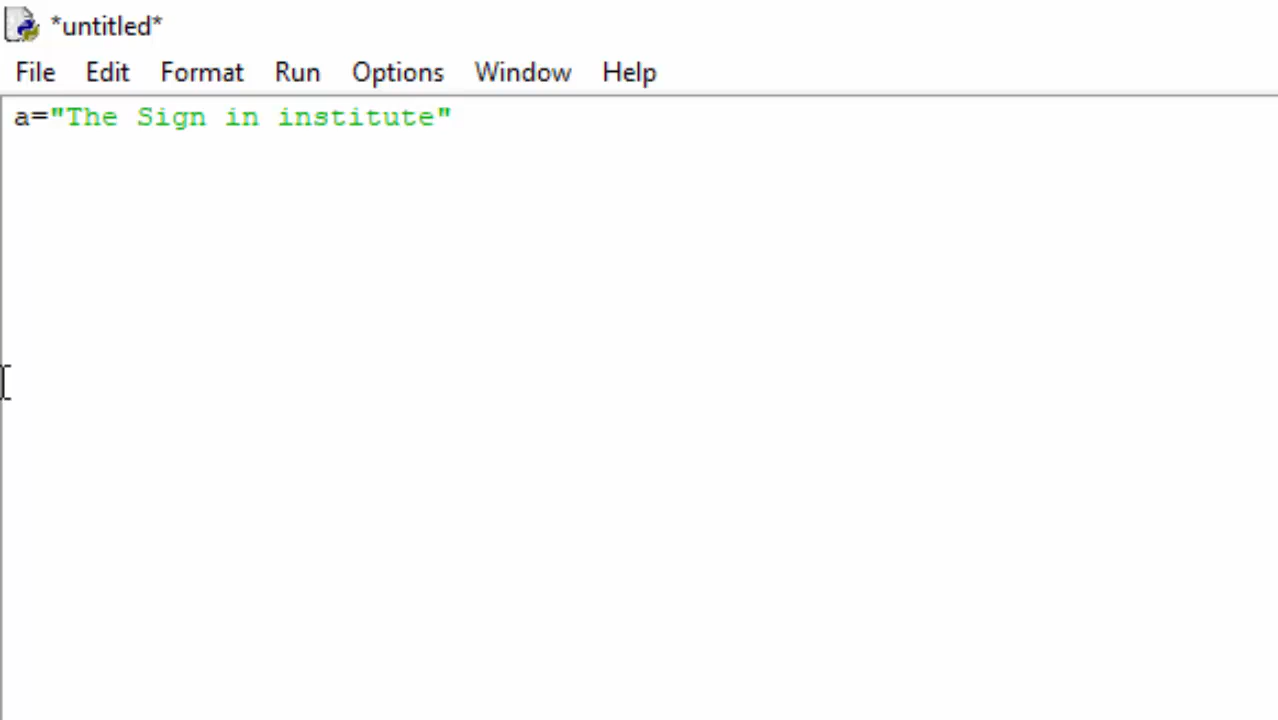 *untitled*
File Edit Format Run Options Window Help
a="The Sign in institute"